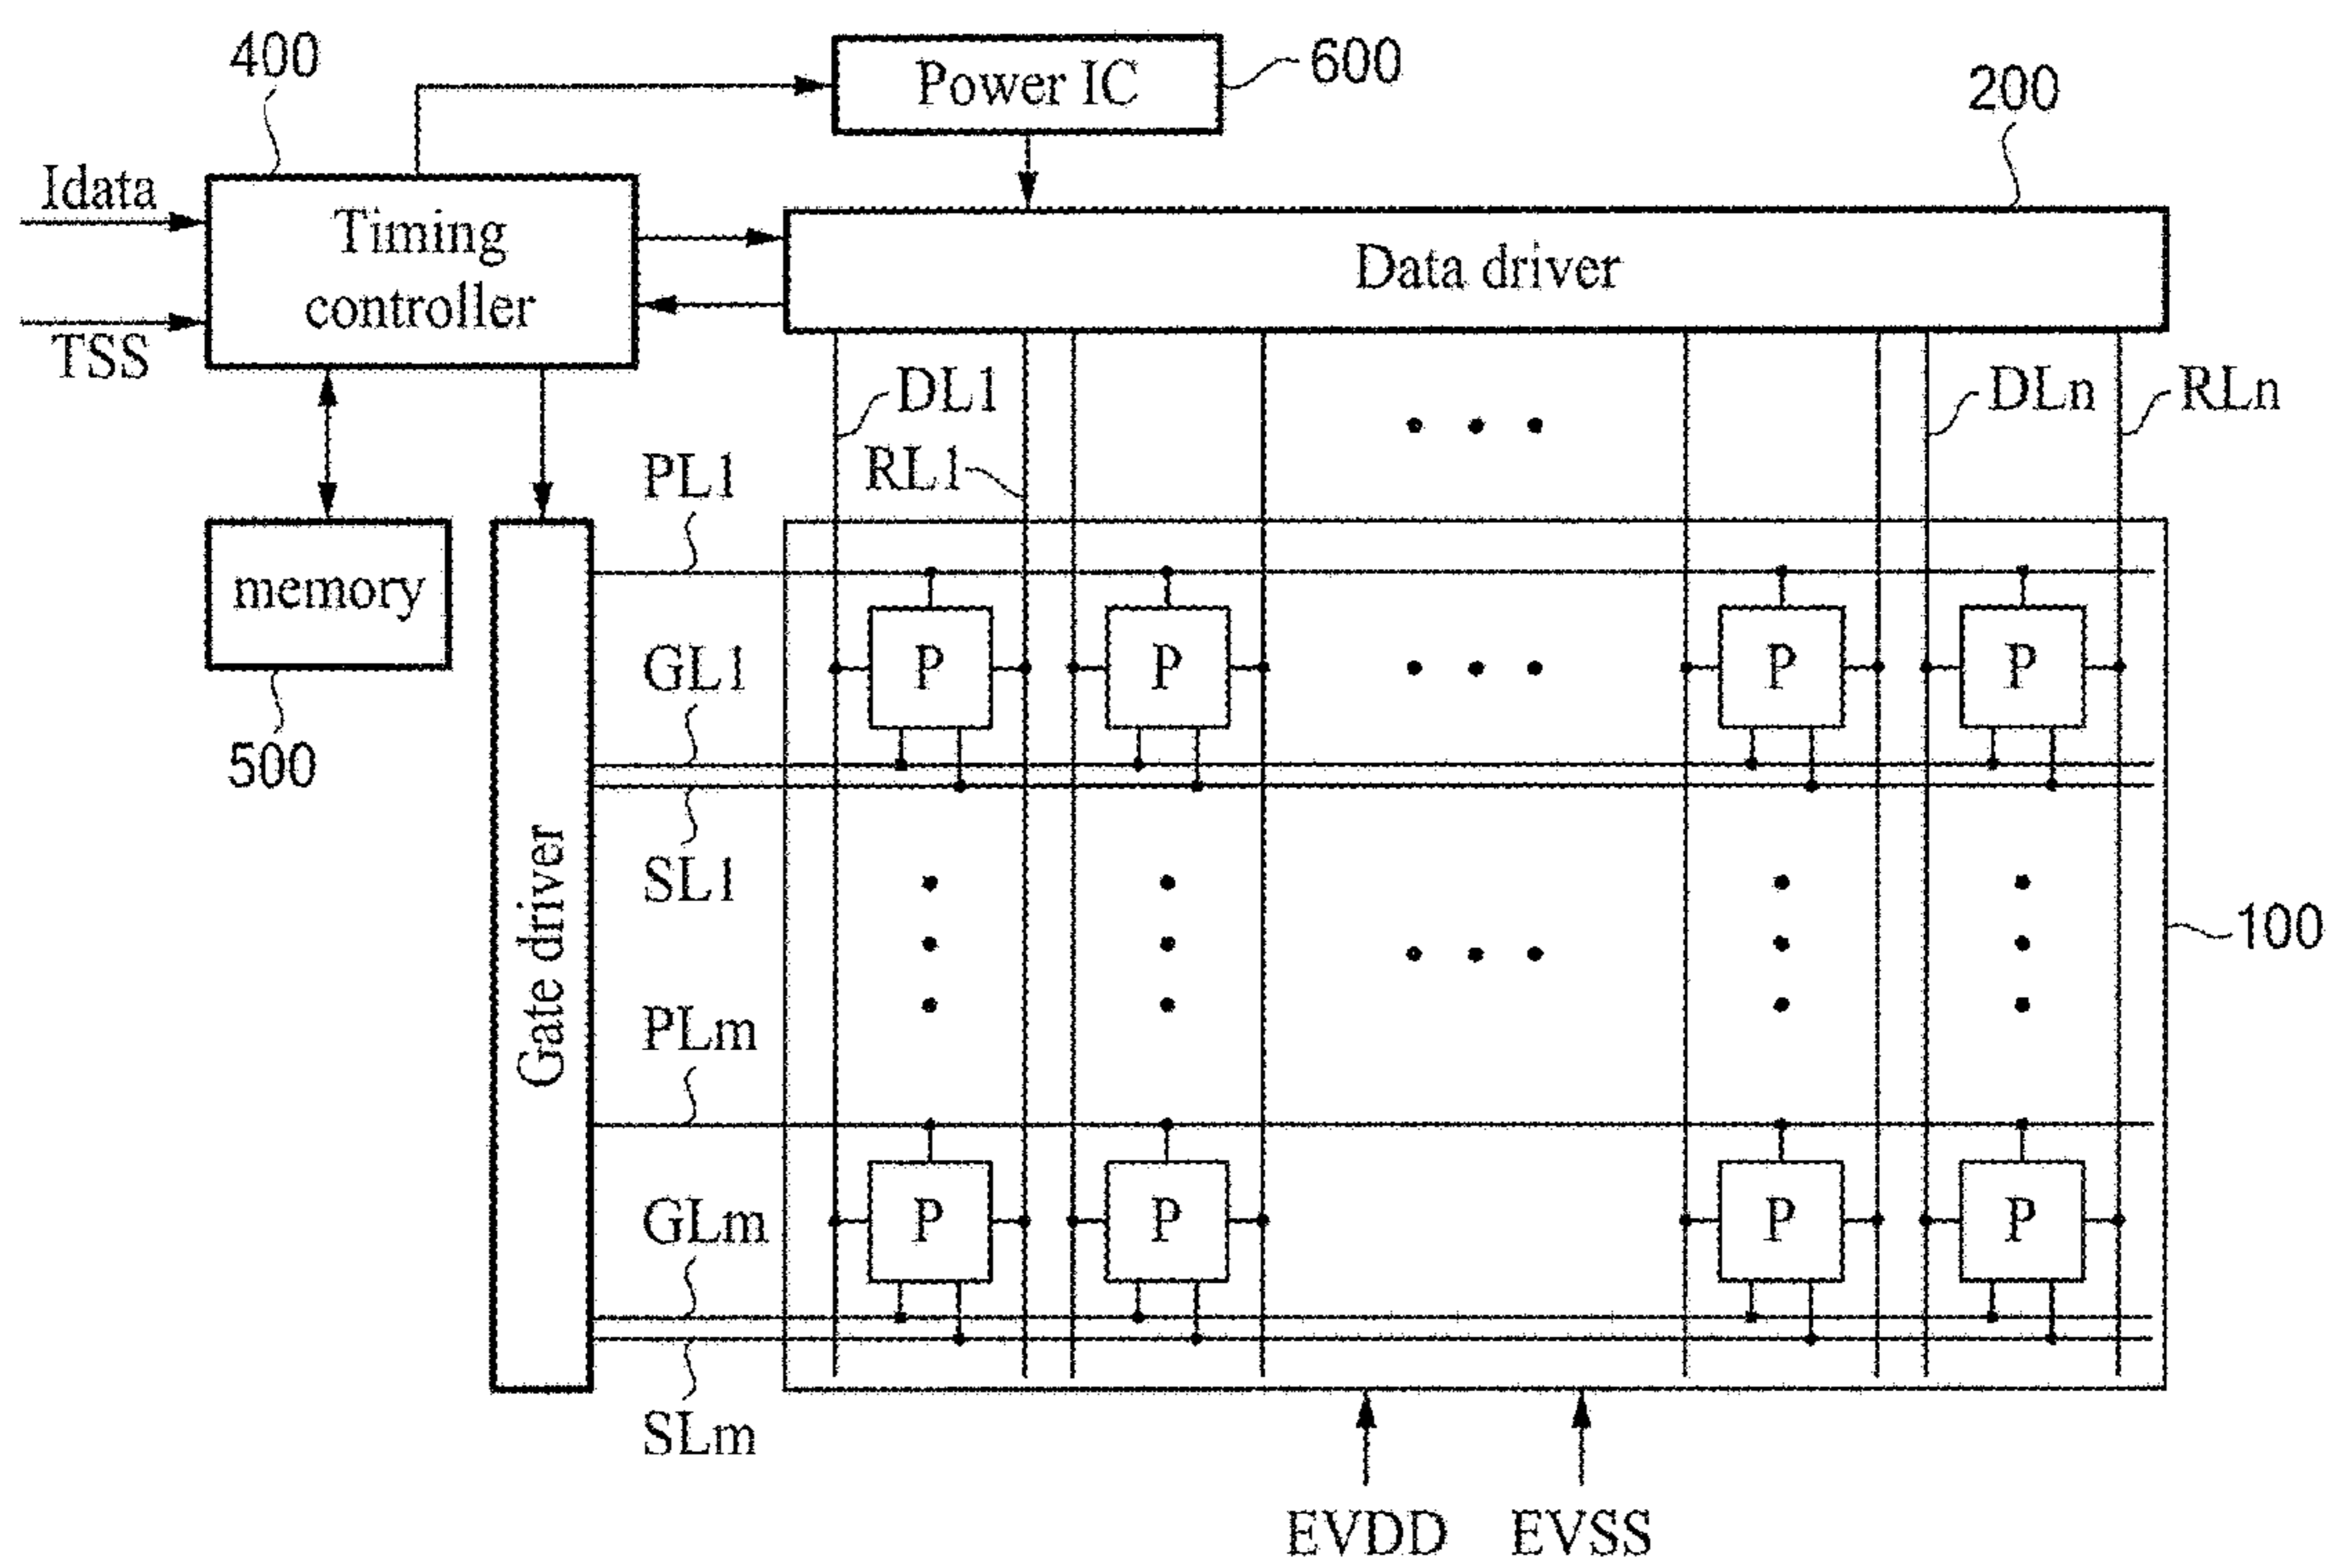 400
Power IC
600
200
Idata
Timing
controller
TSS
Data driver
DL1
RL1
DLn
RLn
PL1
memory
500
GL1
P
P
P
P
SL1
Gate driver
100
PLm
GLm
P
P
P
P
SLm
EVDD
EVSS